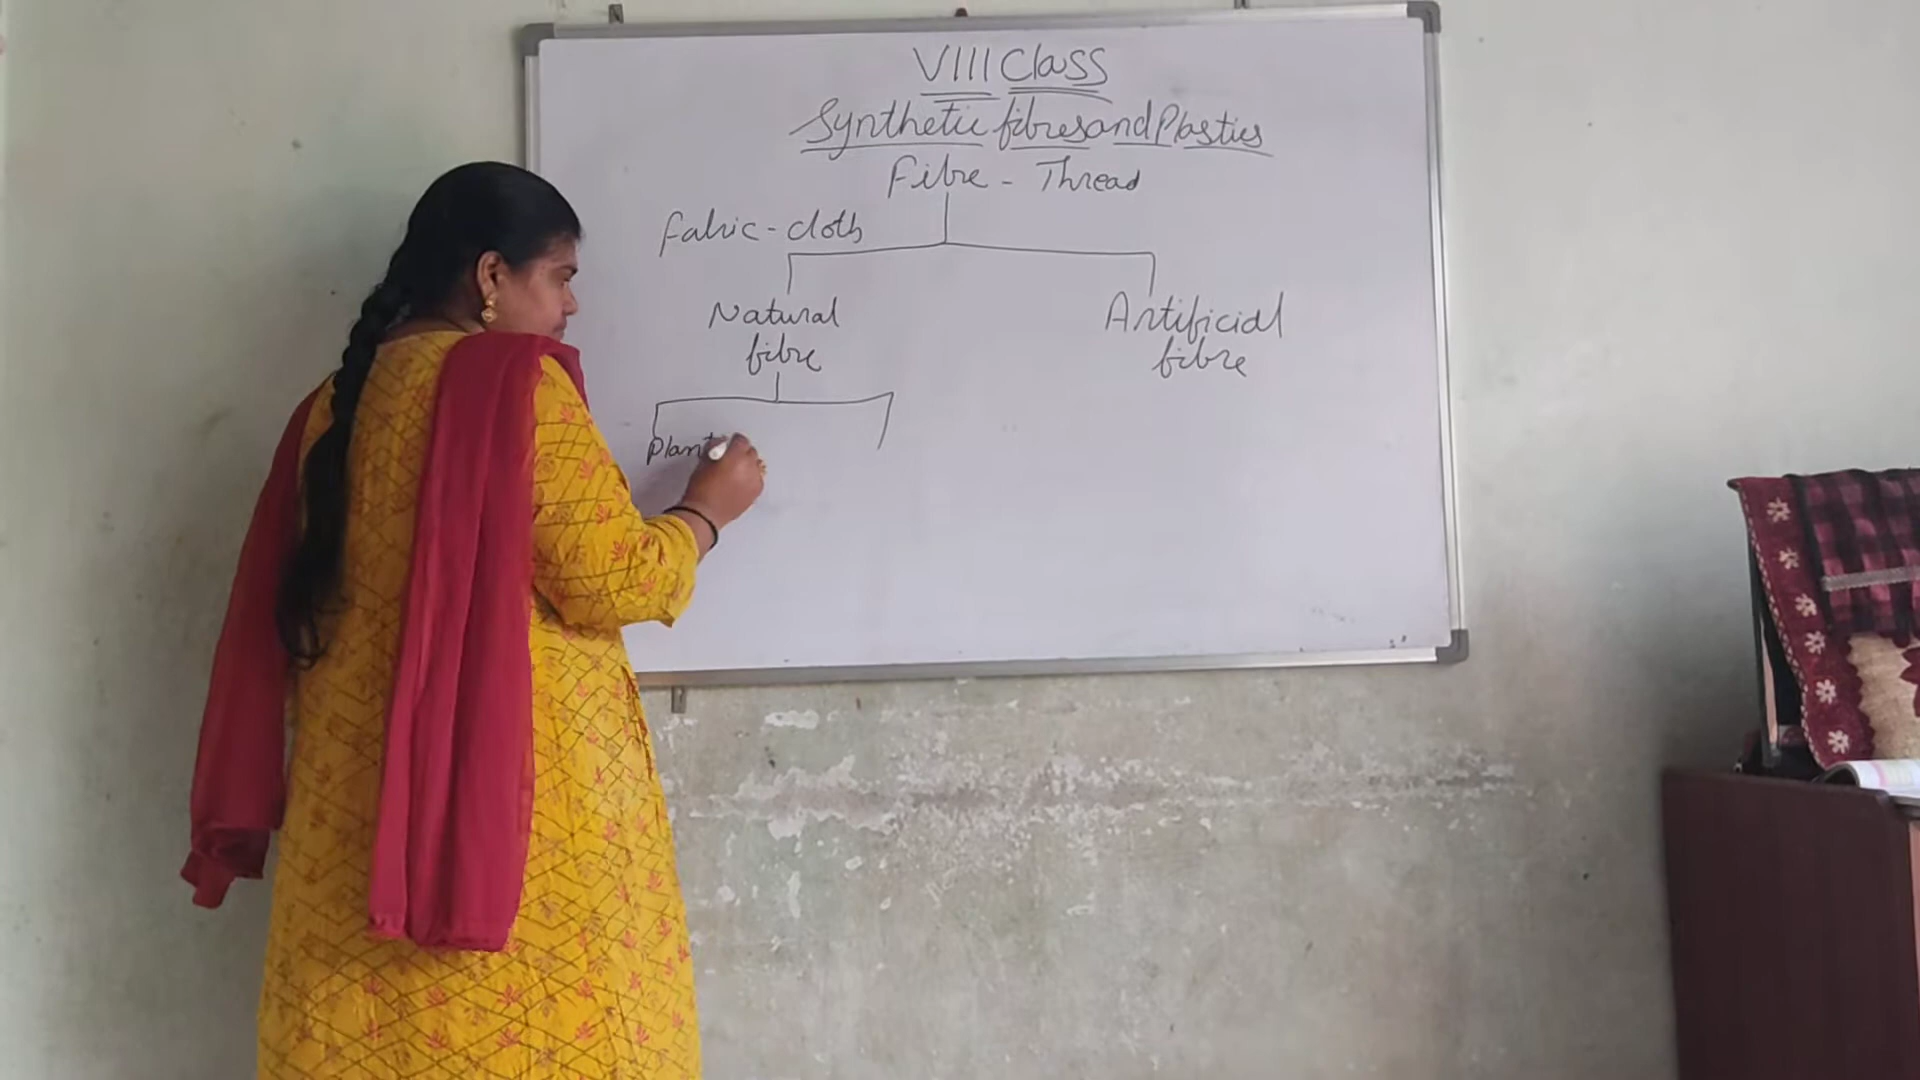 VIII Class
Synthetic fibres and Plastics
Fibre - Thread
fabric - cloth
Natural
fibre
Artificial
fibre
Plant